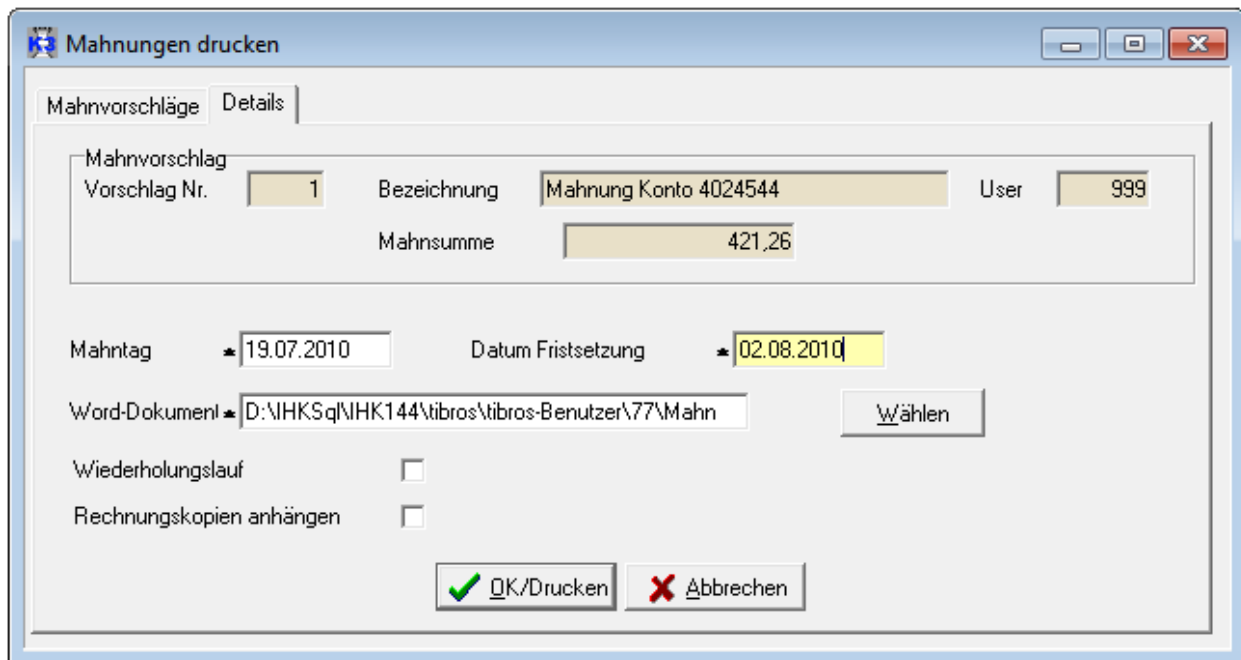 K3 Mahnungen drucken
Mahnvorschläge Details
Mahnvorschlag
Vorschlag Nr. 1 Bezeichnung Mahnung Konto 4024544 User 999
Mahnsumme 421,26
Mahntag * 19.07.2010 Datum Fristsetzung * 02.08.2010
Word-Dokument * D:\IHKSql\IHK144\tibros\tibros-Benutzer\77\Mahn Wählen
Wiederholungslauf
Rechnungskopien anhängen
OK/Drucken Abbrechen